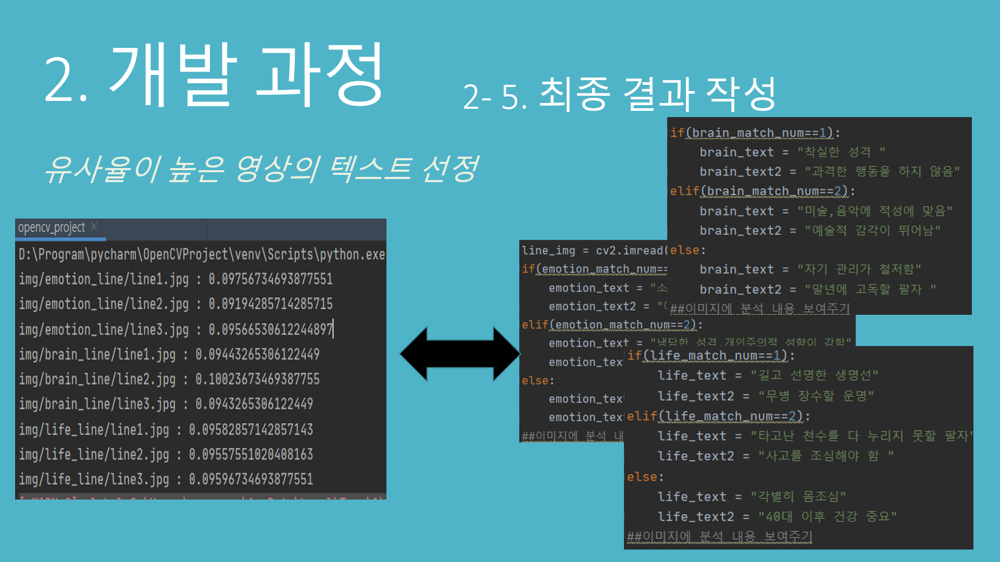 2. 개발 과정
2- 5. 최종 결과 작성
유사율이 높은 영상의 텍스트 선정
opencv_project
D:\Program\pycharm\OpenCVProject\venv\Scripts\python.exe
img/emotion_line/line1.jpg : 0.09756734693877551
img/emotion_line/line2.jpg : 0.09194285714285715
img/emotion_line/line3.jpg : 0.09566530612244897
img/brain_line/line1.jpg : 0.09443265306122449
img/brain_line/line2.jpg : 0.10023673469387755
img/brain_line/line3.jpg : 0.0943265306122449
img/life_line/line1.jpg : 0.09582857142857143
img/life_line/line2.jpg : 0.09557551020408163
img/life_line/line3.jpg : 0.09596734693877551
line_img = cv2.imread(
if(emotion_match_num==
emotion_text = "소
emotion_text2 = "
elif(emotion_match_num==2):
emotion_text = "냉담한 성격,개인주의적 성향이 강함"
emotion_tex
else:
emotion_tex
emotion_tex
##이미지에 분석 내
if(brain_match_num==1):
brain_text = "착실한 성격 "
brain_text2 = "과격한 행동을 하지 않음"
elif(brain_match_num==2):
brain_text = "미술,음악에 적성에 맞음"
brain_text2 = "예술적 감각이 뛰어남"
else:
brain_text = "자기 관리가 철저함"
brain_text2 = "말년에 고독할 팔자 "
##이미지에 분석 내용 보여주기
if(life_match_num==1):
life_text = "길고 선명한 생명선"
life_text2 = "무병 장수할 운명"
elif(life_match_num==2):
life_text = "타고난 천수를 다 누리지 못할 팔자"
life_text2 = "사고를 조심해야 함 "
else:
life_text = "각별히 몸조심"
life_text2 = "40대 이후 건강 중요"
##이미지에 분석 내용 보여주기